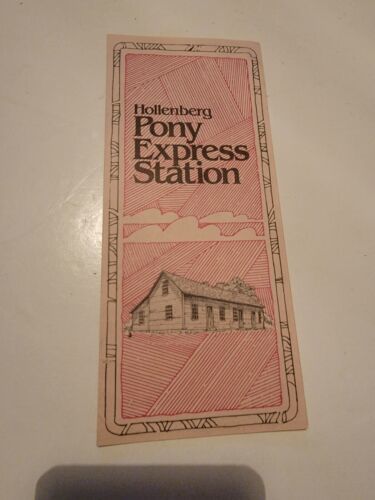 Hollenberg
Pony
Express
Station